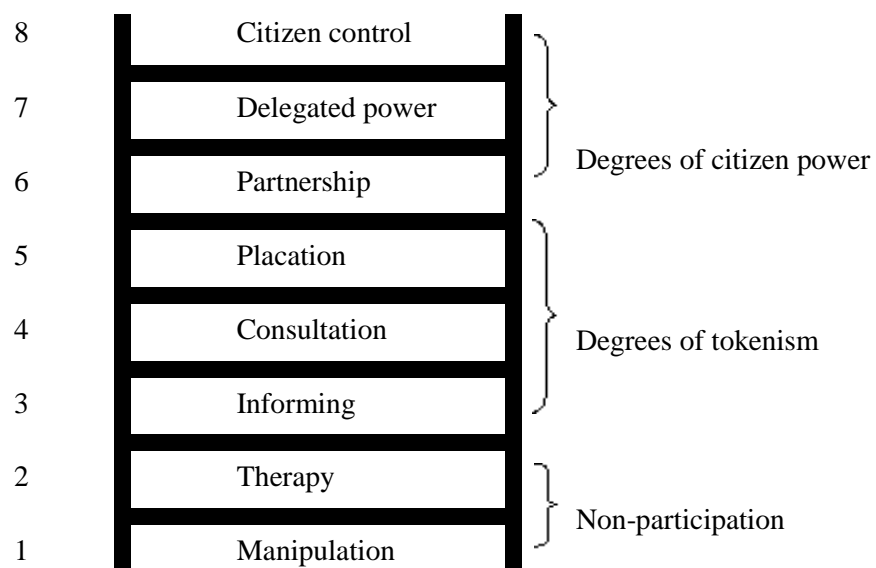 8 Citizen control
7 Delegated power
Degrees of citizen power
6 Partnership
5 Placation
4 Consultation
Degrees of tokenism
3 Informing
2 Therapy
Non-participation
1 Manipulation